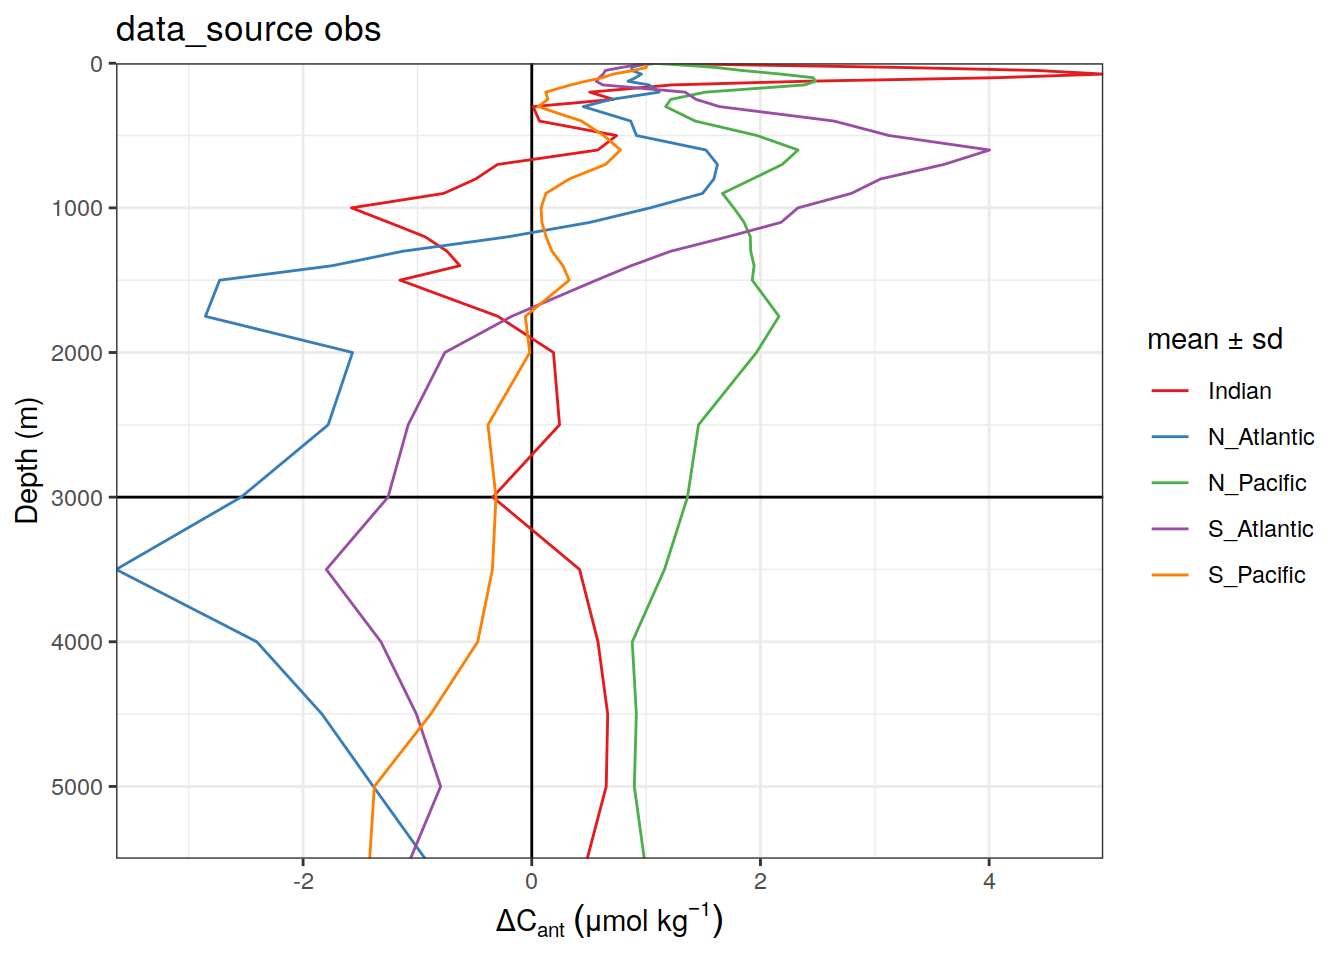 data_source obs
0
1000
2000
3000
4000
5000
Depth (m)
-2 0 2 4
ΔCant (μmol kg−1)
mean ± sd
Indian
N_Atlantic
N_Pacific
S_Atlantic
S_Pacific